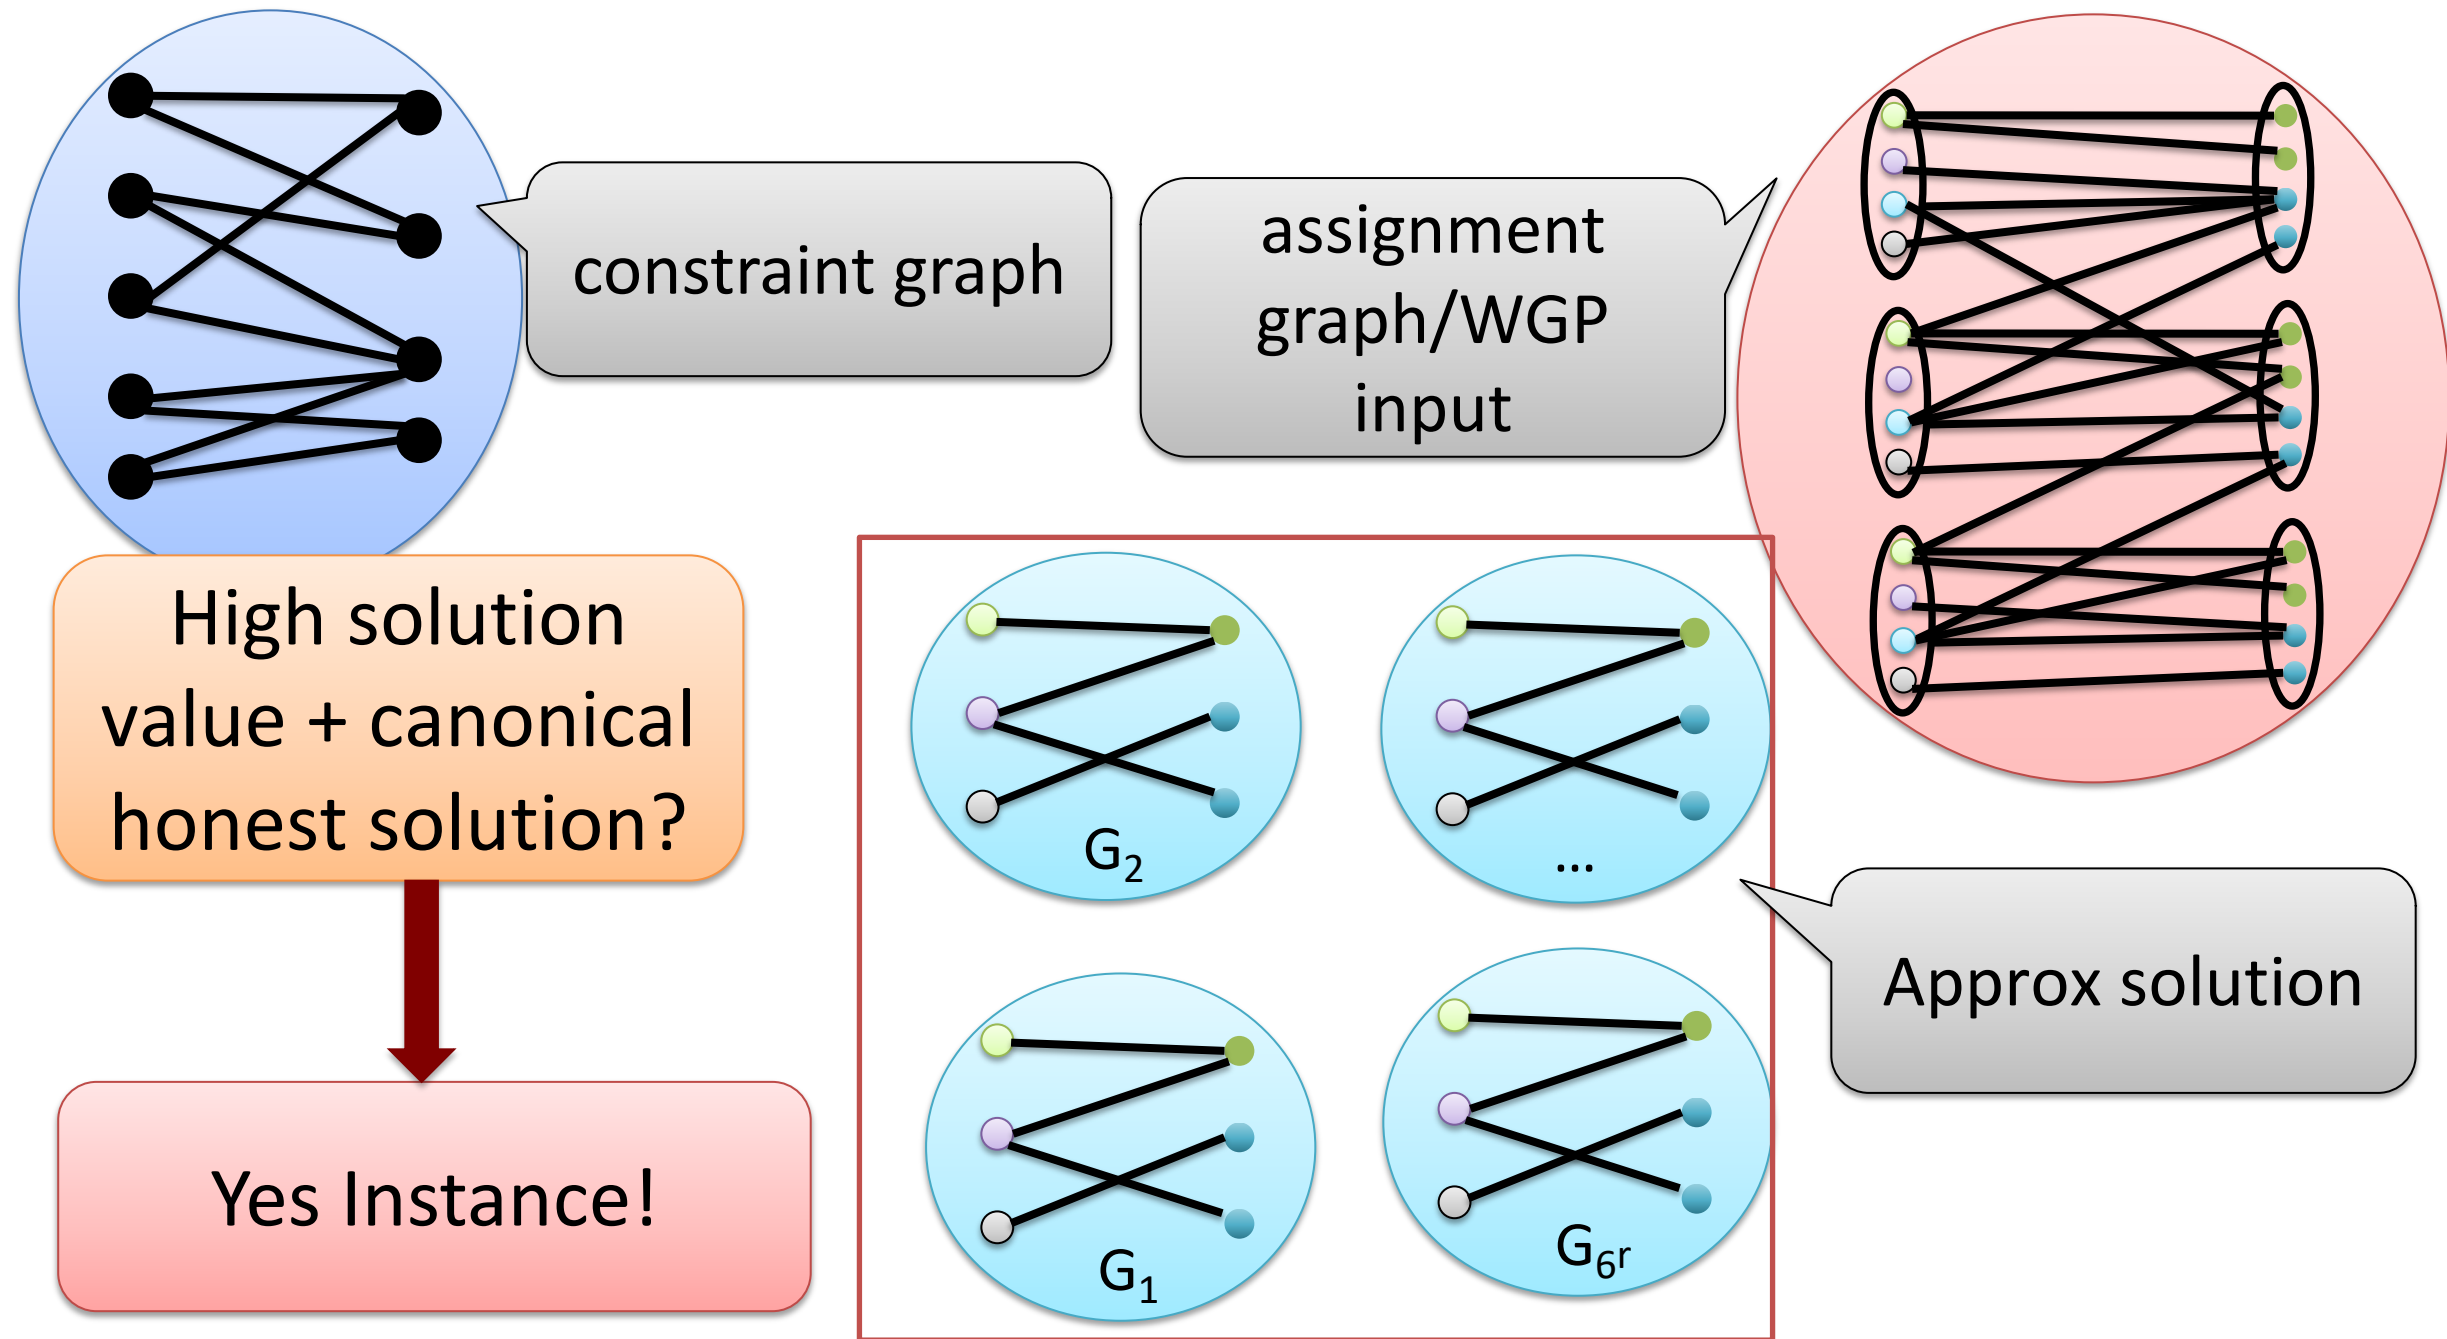 constraint graph
assignment
graph/WGP
input
High solution
value + canonical
honest solution?
Yes Instance!
G₂
...
G₁
G₆ʳ
Approx solution